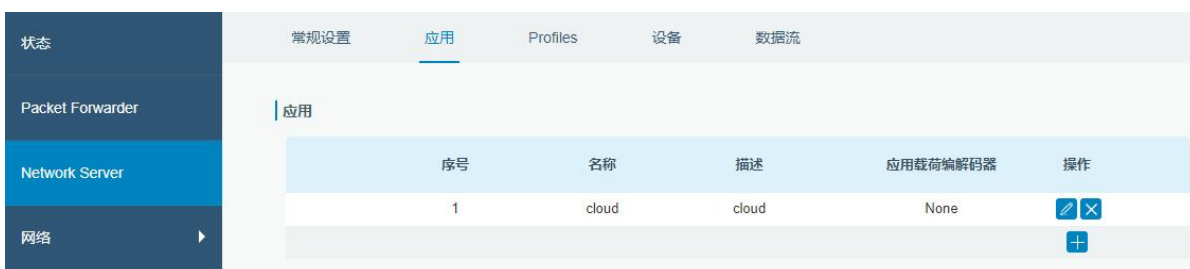 状态
常规设置 应用 Profiles 设备 数据流
Packet Forwarder
应用
Network Server
序号 名称 描述 应用载荷编解码器 操作
1 cloud cloud None
网络